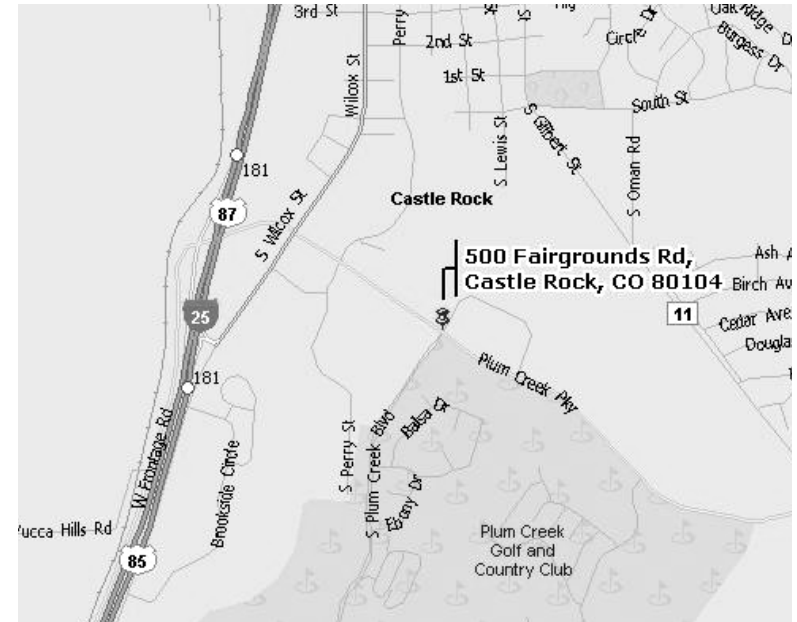 3rd St
Perry
2nd St
1st St
Circle Dr
Oak Ridge D
Burgess Dr
Wilcox St
South St
S Gilbert St
S Lewis St
S Oman Rd
181
87
Castle Rock
S Wilcox St
500 Fairgrounds Rd,
Castle Rock, CO 80104
Ash A
Birch Av
11
Cedar Ave
Dougla
25
Plum Creek Pky
181
Balsa Dr
W Frontage Rd
S Perry St
S Plum Creek Blvd
Brookside Circle
Ebony Dr
Yucca Hills Rd
Plum Creek
Golf and
Country Club
85